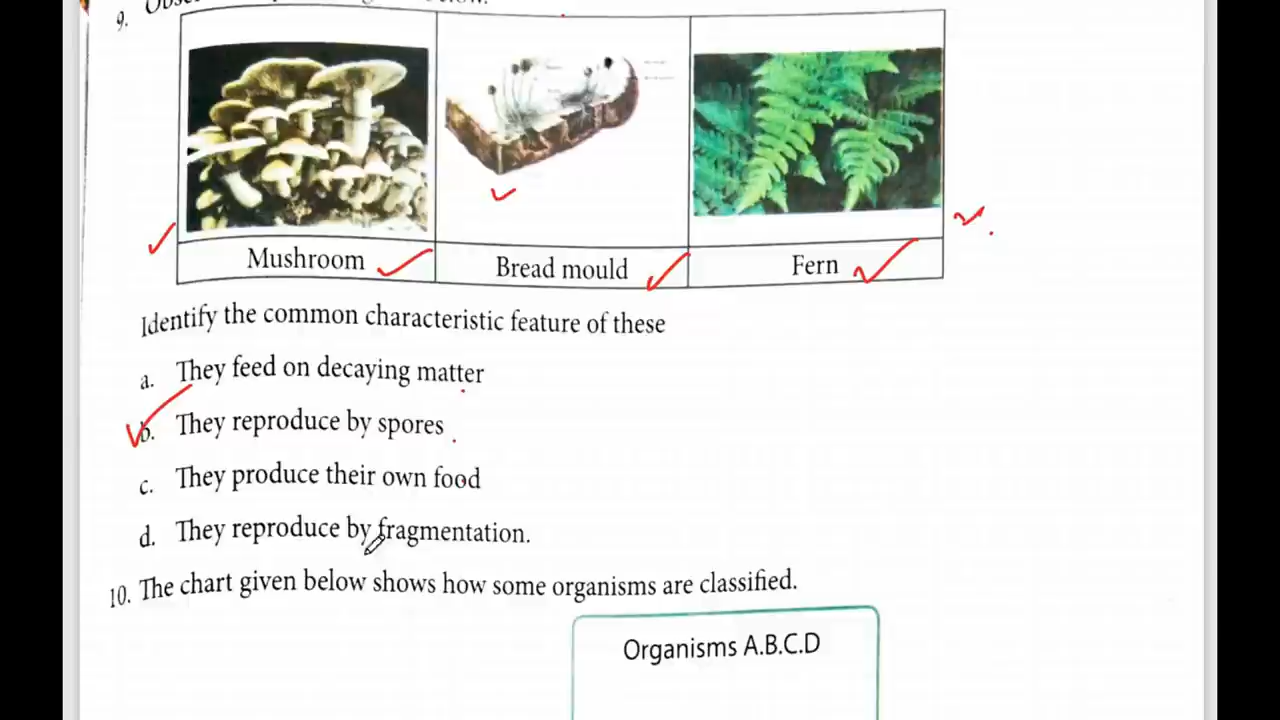 9.
Mushroom
Bread mould
Fern
Identify the common characteristic feature of these
a. They feed on decaying matter
b. They reproduce by spores
c. They produce their own food
d. They reproduce by fragmentation.
10. The chart given below shows how some organisms are classified.
Organisms A.B.C.D